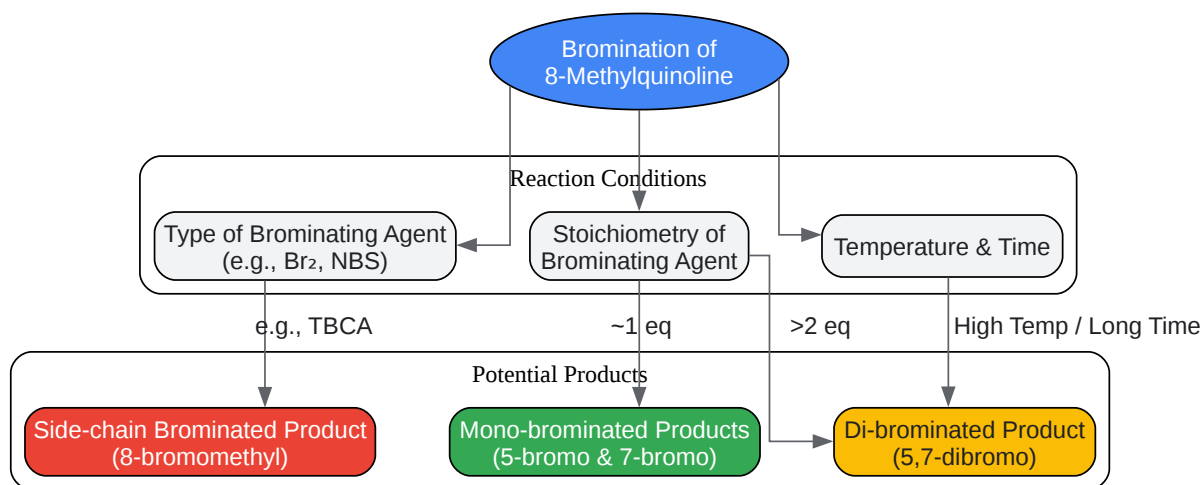 Bromination of
8-Methylquinoline
Reaction Conditions
Type of Brominating Agent
(e.g., Br₂, NBS)
Stoichiometry of
Brominating Agent
Temperature & Time
e.g., TBCA
~1 eq
>2 eq
High Temp / Long Time
Potential Products
Side-chain Brominated Product
(8-bromomethyl)
Mono-brominated Products
(5-bromo & 7-bromo)
Di-brominated Product
(5,7-dibromo)